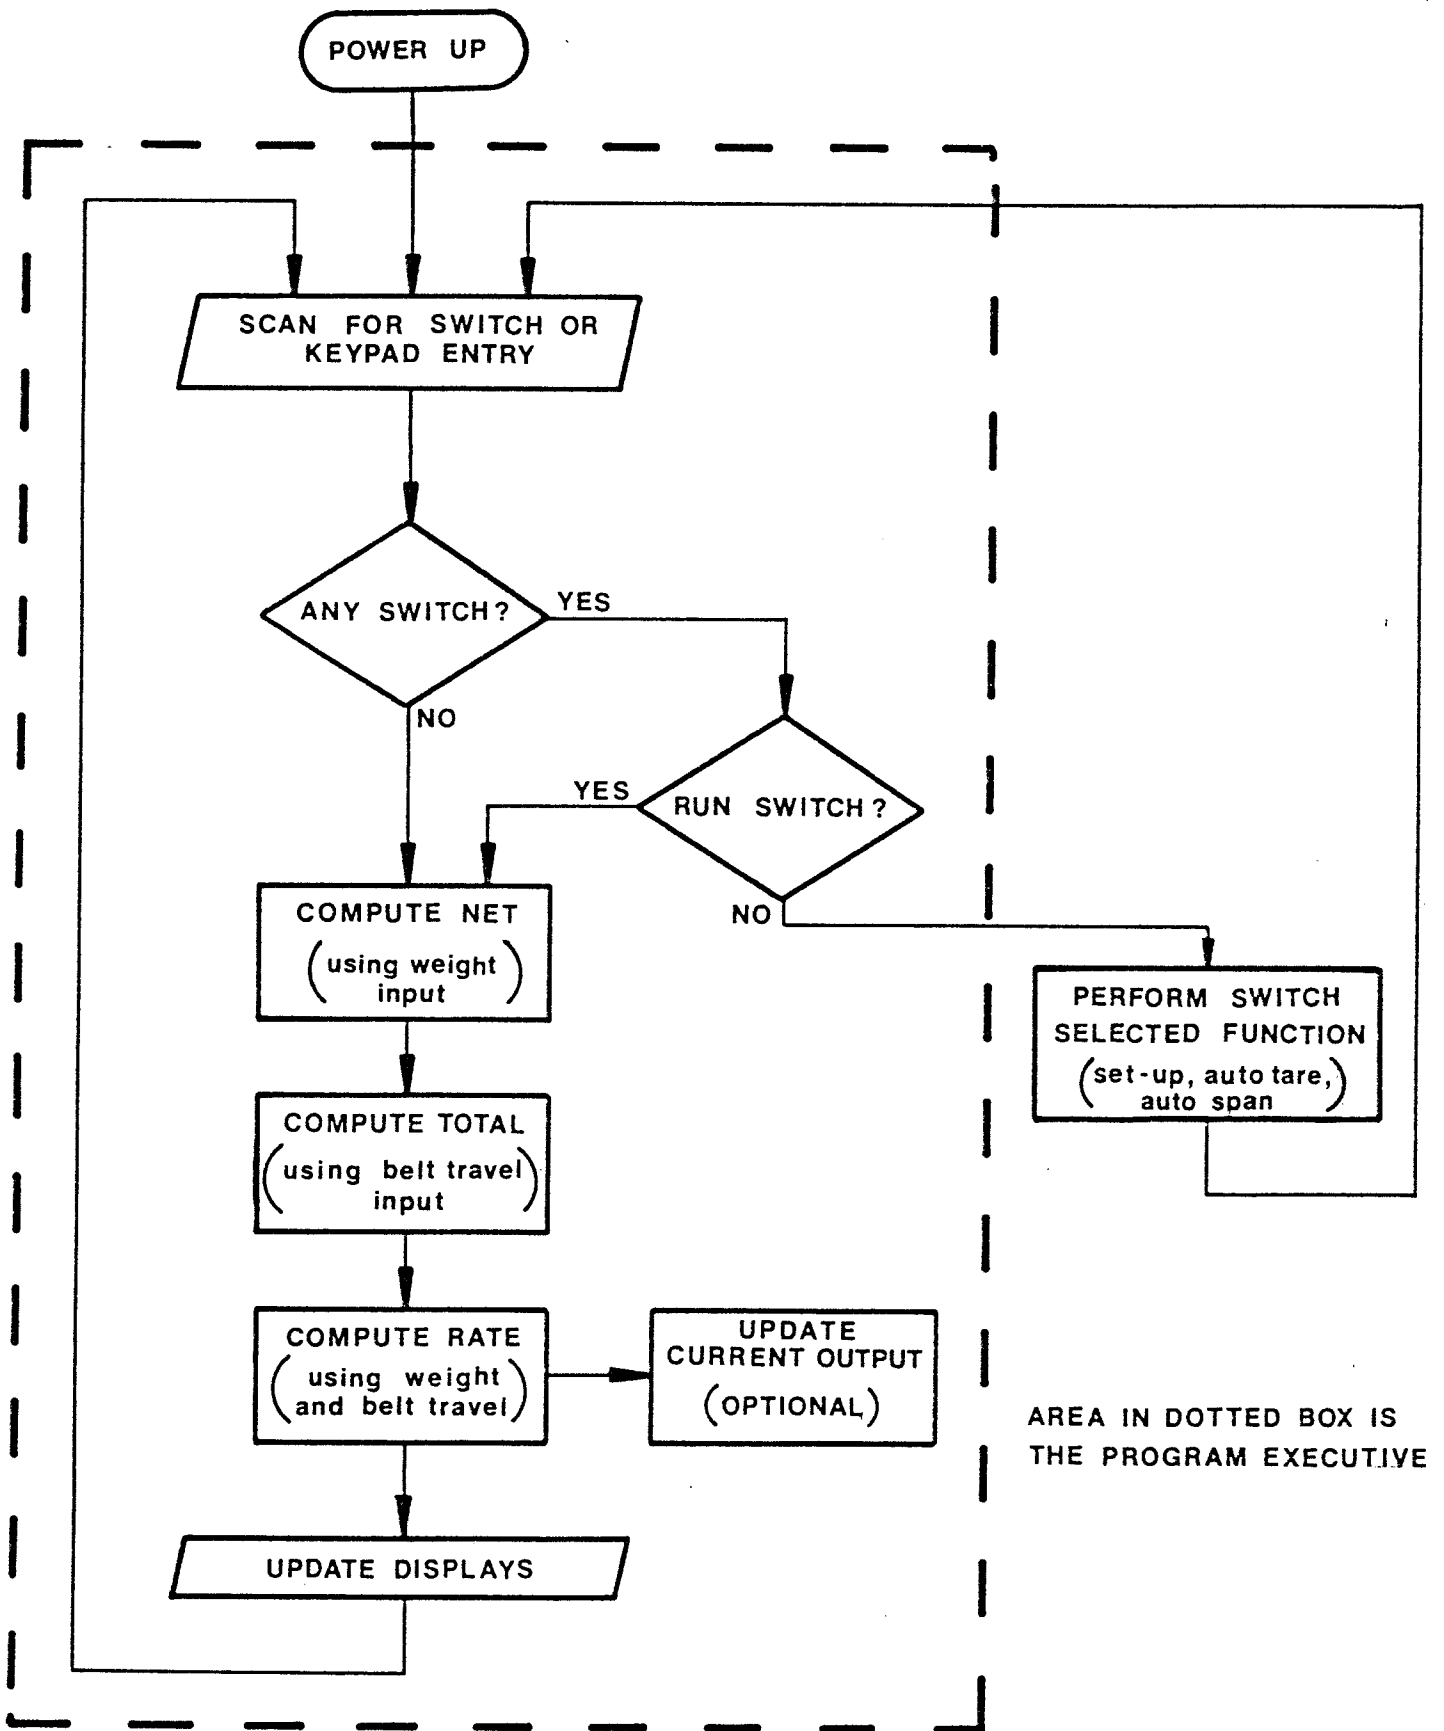 POWER UP
SCAN FOR SWITCH OR
KEYPAD ENTRY
ANY SWITCH?
YES
NO
YES
RUN SWITCH?
NO
COMPUTE NET
(using weight
input)
PERFORM SWITCH
SELECTED FUNCTION
(set-up, auto tare,
auto span)
COMPUTE TOTAL
(using belt travel
input)
COMPUTE RATE
(using weight
and belt travel)
UPDATE
CURRENT OUTPUT
(OPTIONAL)
AREA IN DOTTED BOX IS
THE PROGRAM EXECUTIVE
UPDATE DISPLAYS